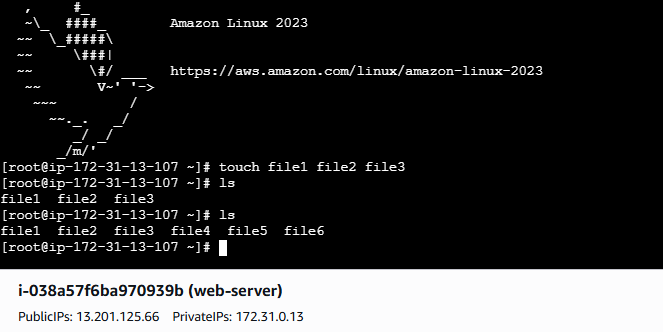 ,     #_
   ~\_  ####_        Amazon Linux 2023
  ~~  \_#####\
  ~~     \###|
  ~~       \#/ ___   https://aws.amazon.com/linux/amazon-linux-2023
   ~~       V~' '->
    ~~~         /
      ~~._.   _/
         _/ _/
       _/m/'
[root@ip-172-31-13-107 ~]# touch file1 file2 file3
[root@ip-172-31-13-107 ~]# ls
file1  file2  file3
[root@ip-172-31-13-107 ~]# ls
file1  file2  file3  file4  file5  file6
[root@ip-172-31-13-107 ~]#
i-038a57f6ba970939b (web-server)
PublicIPs: 13.201.125.66    PrivateIPs: 172.31.0.13